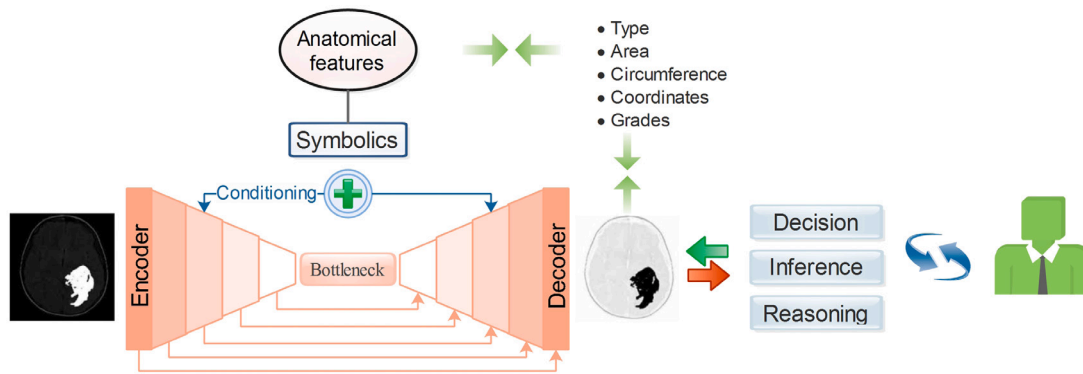 Anatomical
features
• Type
• Area
• Circumference
• Coordinates
• Grades
Symbolics
Conditioning
Encoder
Bottleneck
Decoder
Decision
Inference
Reasoning